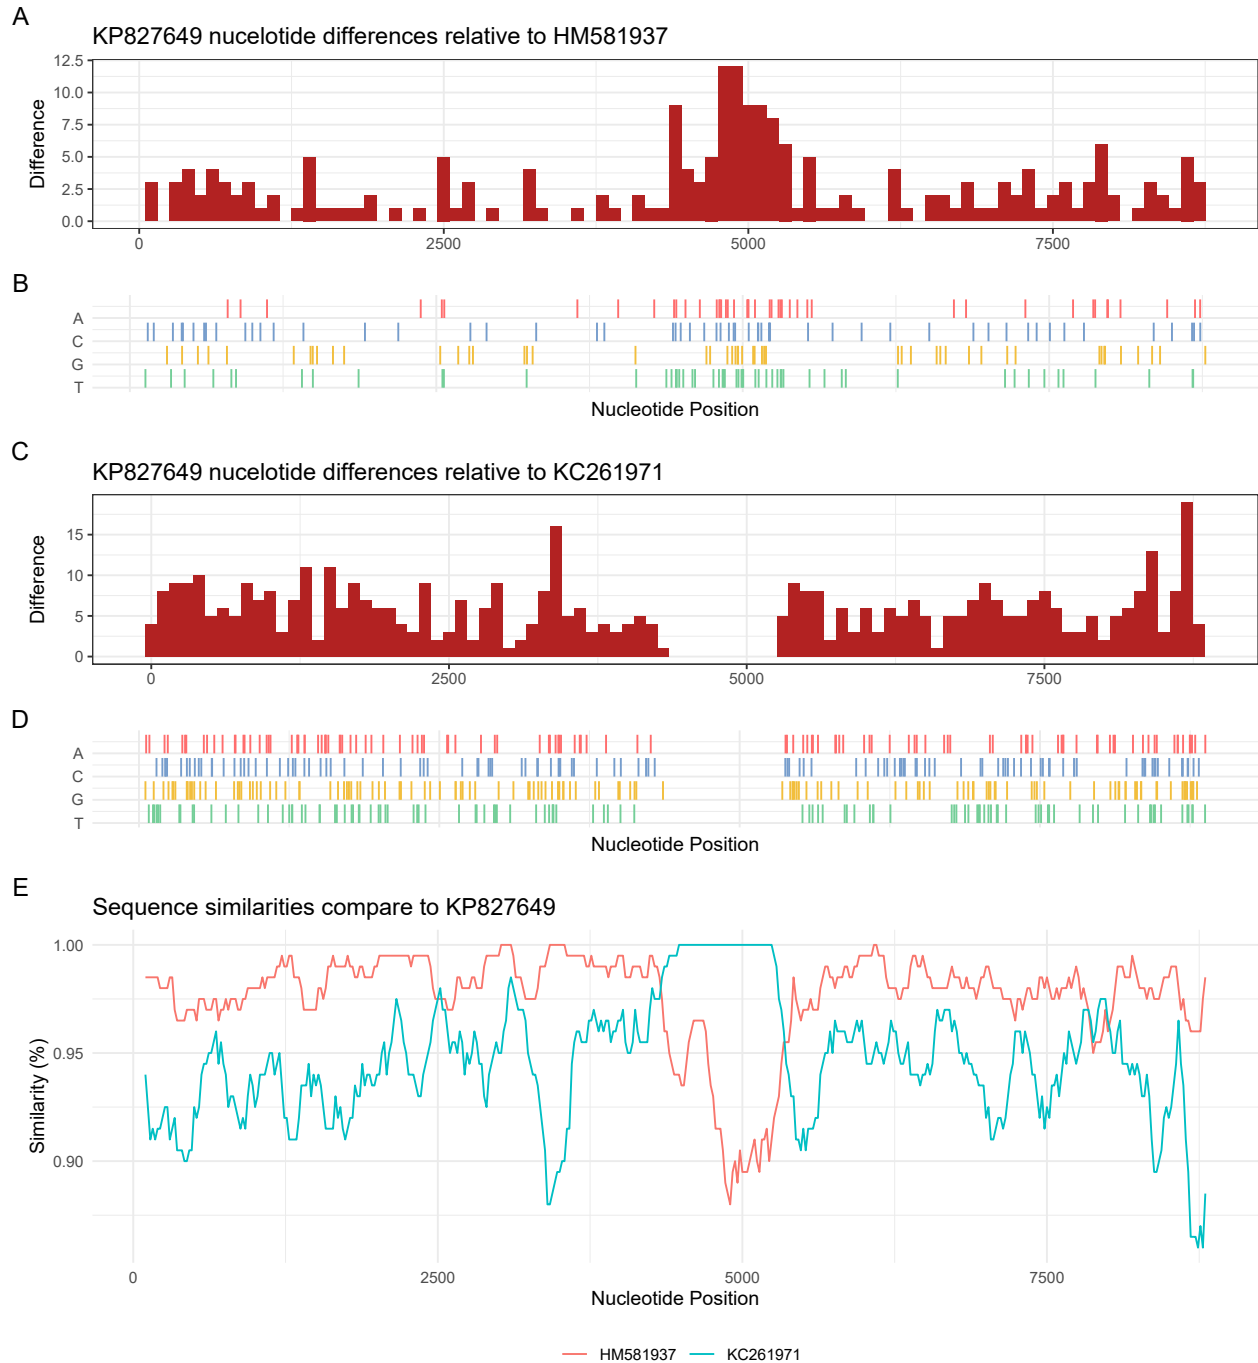 A
KP827649 nucelotide differences relative to HM581937
Difference
12.5
10.0
7.5
5.0
2.5
0.0
0 2500 5000 7500
B
A
C
G
T
Nucleotide Position
C
KP827649 nucelotide differences relative to KC261971
Difference
15
10
5
0
0 2500 5000 7500
D
A
C
G
T
Nucleotide Position
E
Sequence similarities compare to KP827649
Similarity (%)
1.00
0.95
0.90
0 2500 5000 7500
Nucleotide Position
HM581937 KC261971